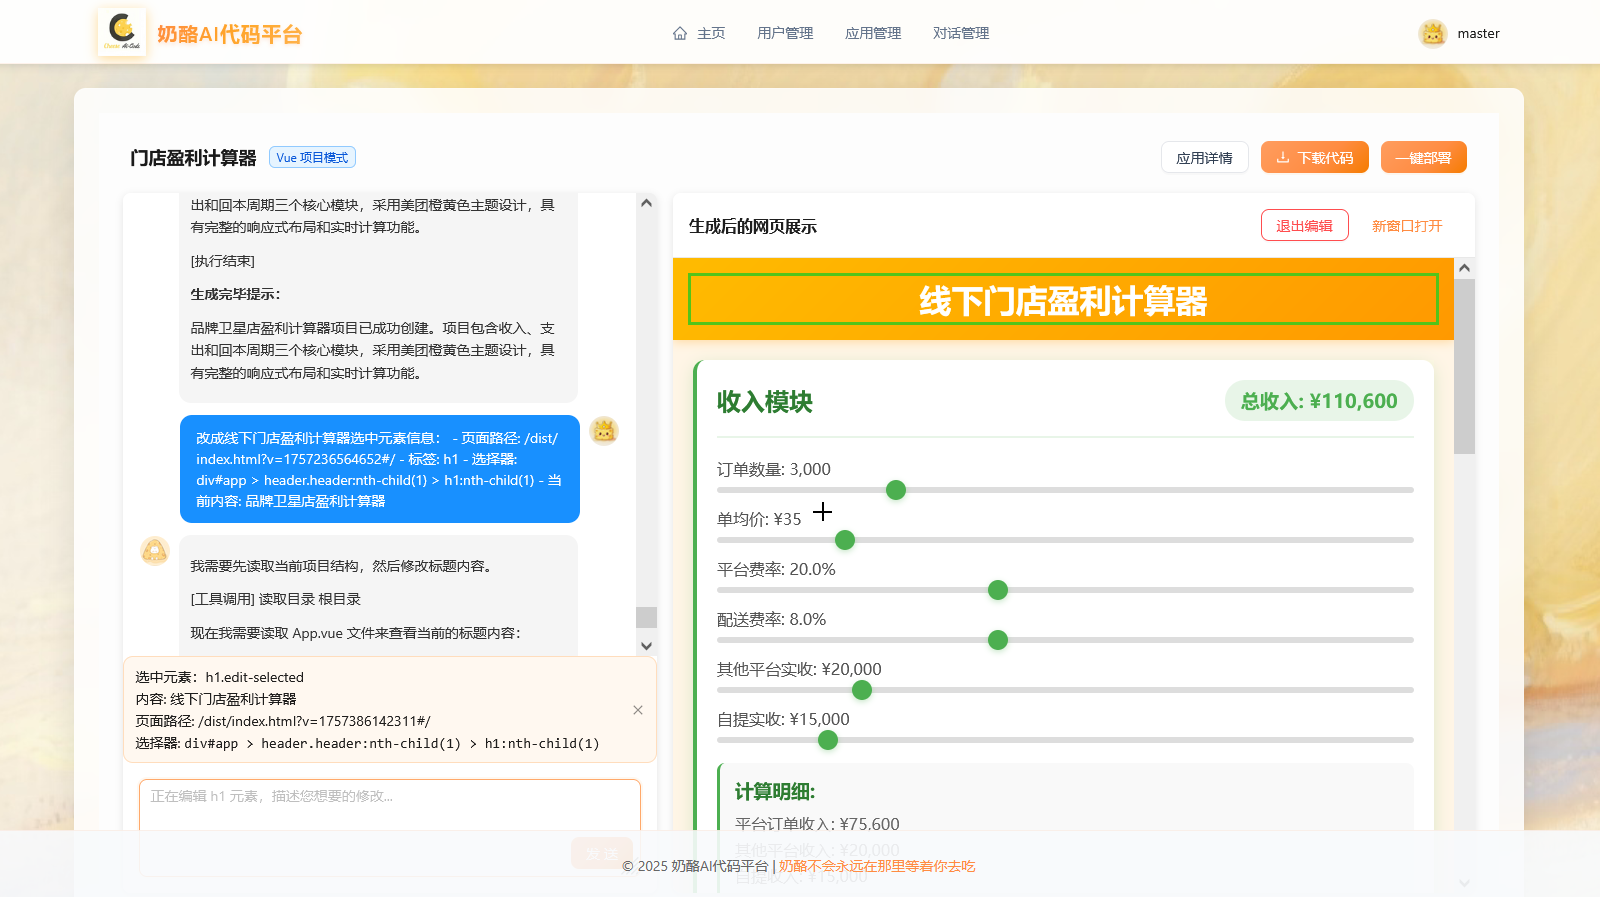 奶酪AI代码平台
主页
用户管理
应用管理
对话管理
master
门店盈利计算器
Vue 项目模式
应用详情
下载代码
一键部署
出和回本周期三个核心模块，采用美团橙黄色主题设计，具
有完整的响应式布局和实时计算功能。
[执行结束]
生成完毕提示：
品牌卫星店盈利计算器项目已成功创建。项目包含收入、支
出和回本周期三个核心模块，采用美团橙黄色主题设计，具
有完整的响应式布局和实时计算功能。
改成线下门店盈利计算器选中元素信息： - 页面路径: /dist/
index.html?v=1757236564652#/ - 标签: h1 - 选择器:
div#app > header.header:nth-child(1) > h1:nth-child(1) - 当
前内容: 品牌卫星店盈利计算器
我需要先读取当前项目结构，然后修改标题内容。
[工具调用] 读取目录 根目录
现在我需要读取 App.vue 文件来查看当前的标题内容：
选中元素：h1.edit-selected
内容: 线下门店盈利计算器
页面路径: /dist/index.html?v=1757386142311#/
选择器: div#app > header.header:nth-child(1) > h1:nth-child(1)
正在编辑 h1 元素，描述您想要的修改...
发 送
生成后的网页展示
退出编辑
新窗口打开
线下门店盈利计算器
收入模块
总收入: ¥110,600
订单数量: 3,000
单均价: ¥35
平台费率: 20.0%
配送费率: 8.0%
其他平台实收: ¥20,000
自提实收: ¥15,000
计算明细:
平台订单收入: ¥75,600
其他平台收入: ¥20,000
自提收入: ¥15,000
© 2025 奶酪AI代码平台 | 奶酪不会永远在那里等着你去吃